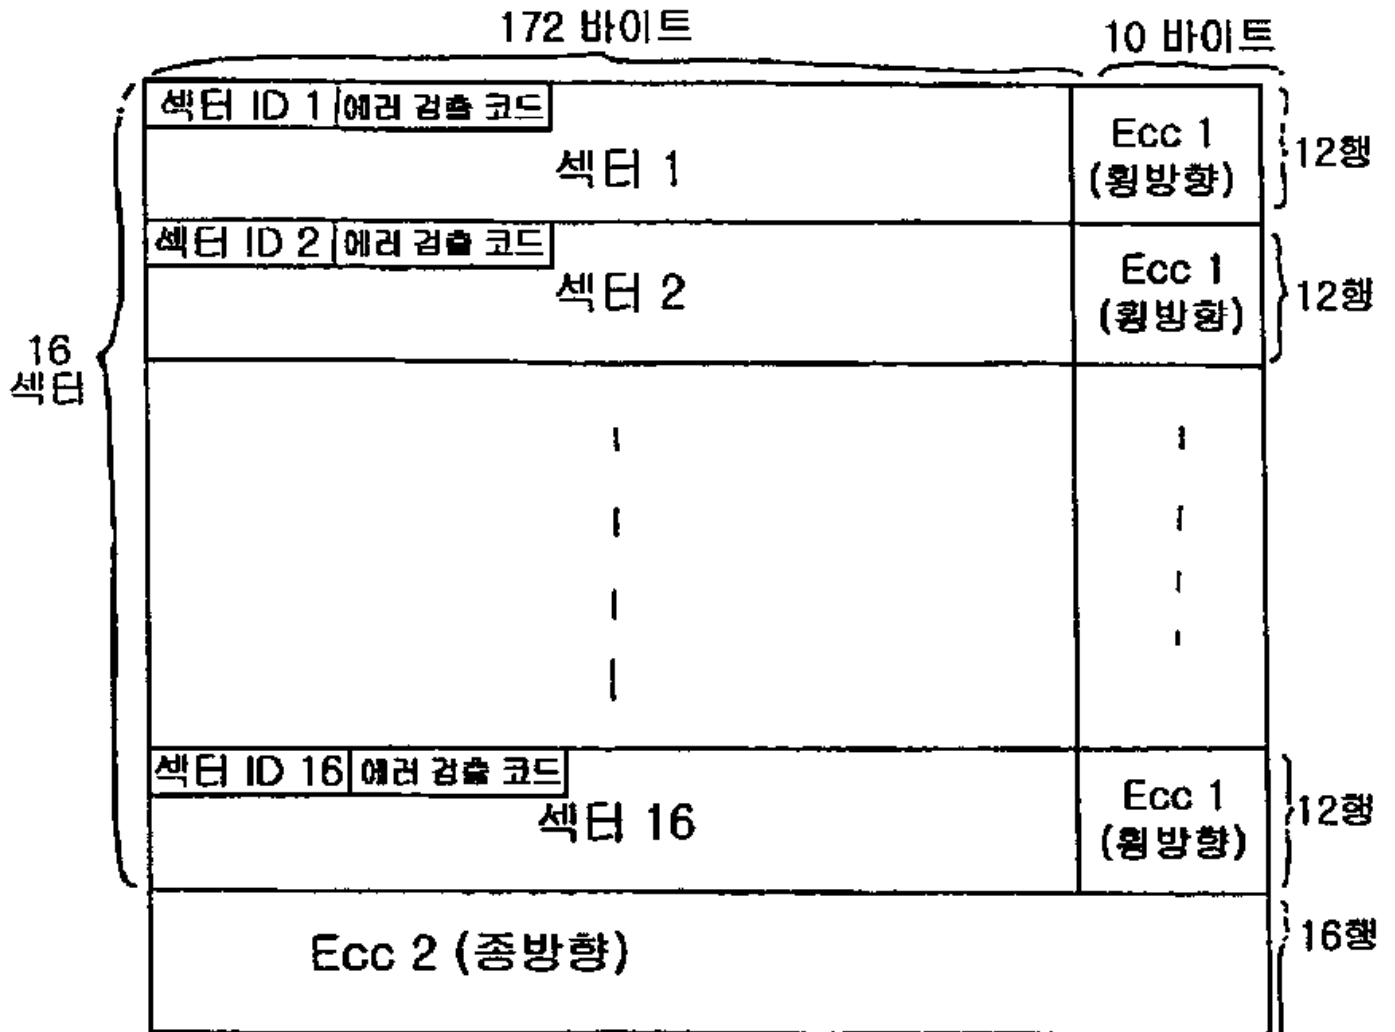 172 바이트
10 바이트
섹터 ID 1
에러 검출 코드
섹터 1
Ecc 1
(횡방향)
12행
섹터 ID 2
에러 검출 코드
섹터 2
Ecc 1
(횡방향)
12행
16
섹터
섹터 ID 16
에러 검출 코드
섹터 16
Ecc 1
(횡방향)
12행
Ecc 2 (종방향)
16행